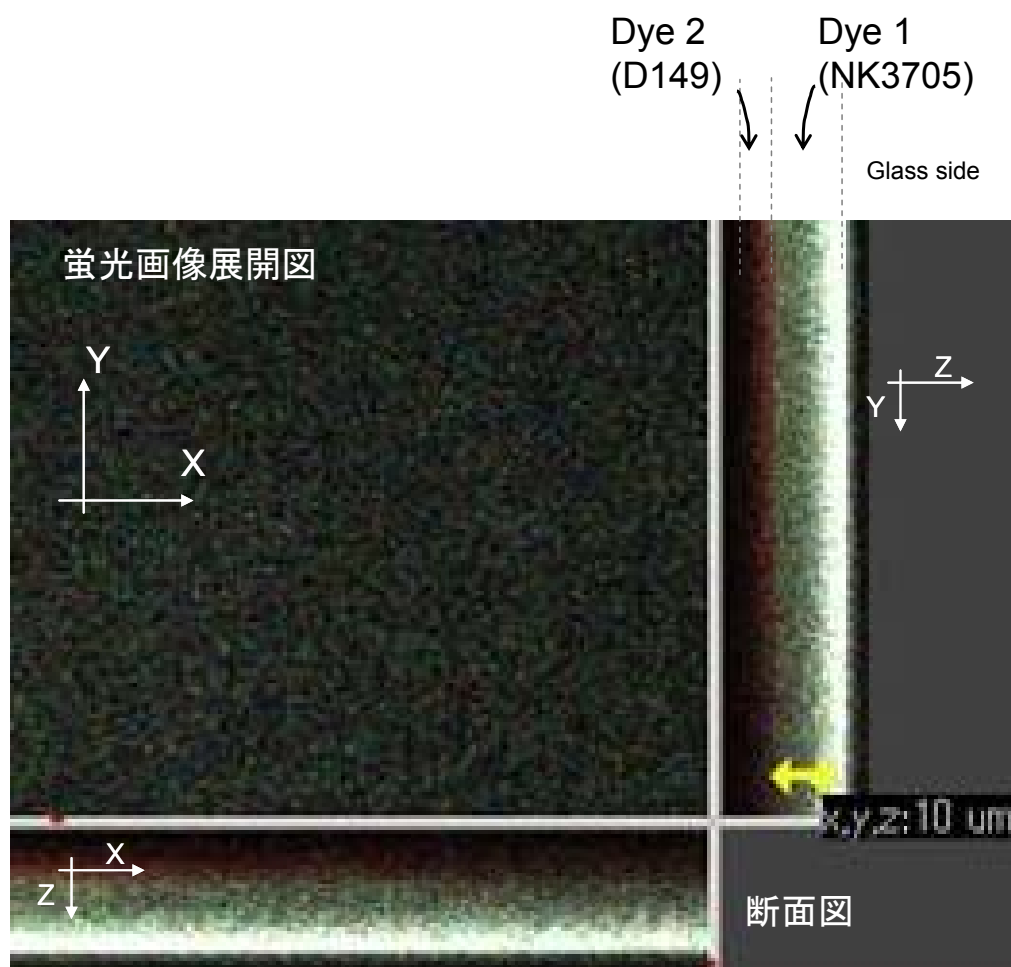 Dye 2
(D149)
Dye 1
(NK3705)
Glass side
蛍光画像展開図
Y
X
Z
Y
x,y,z:10 um
X
Z
断面図